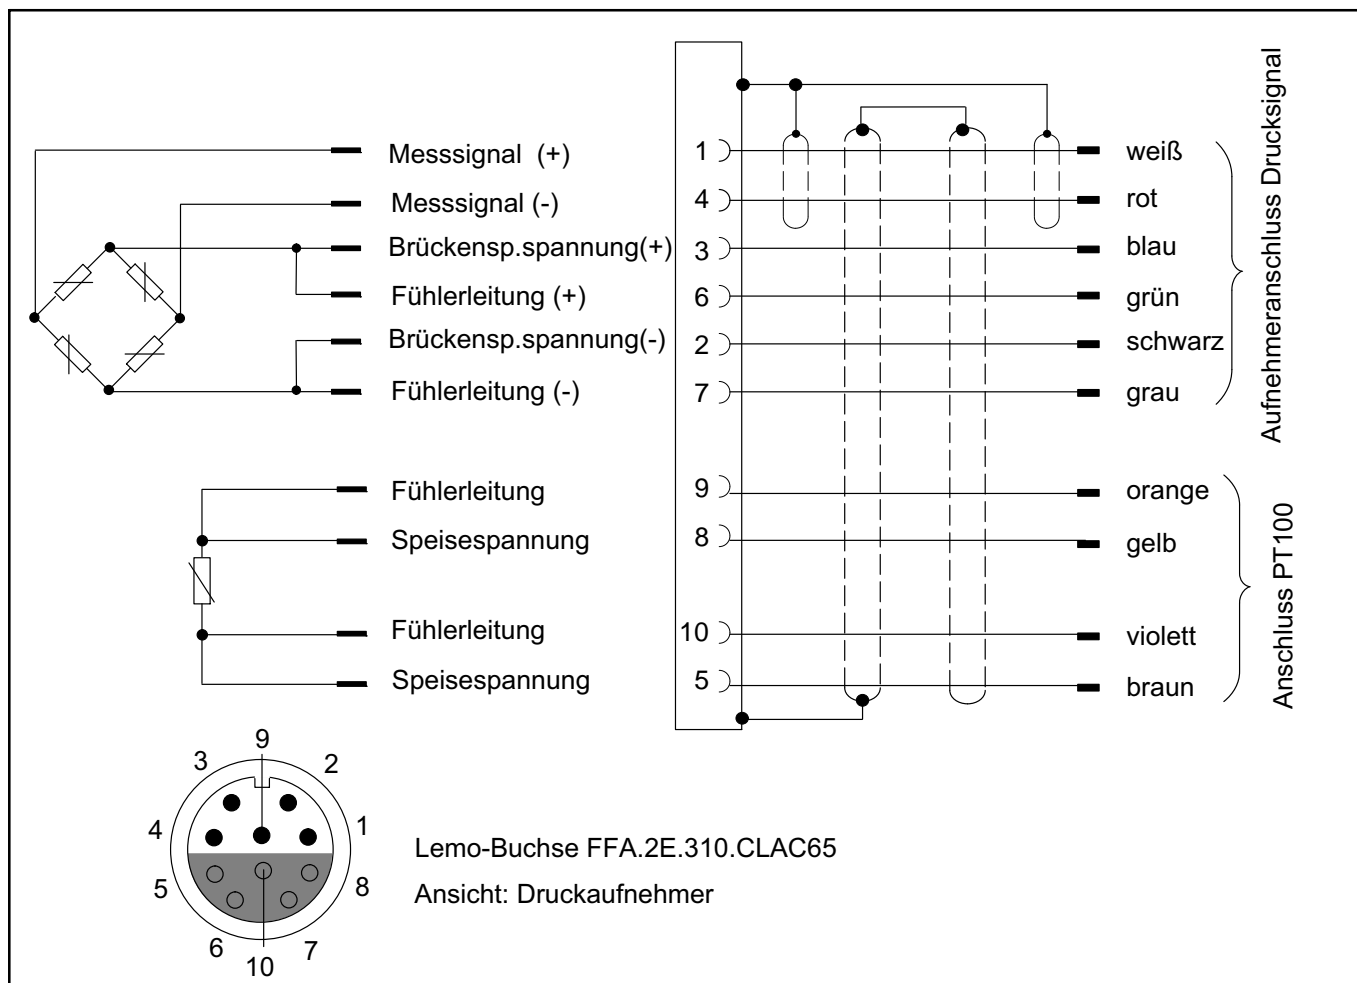 Messsignal (+)
Messsignal (-)
Brückensp.spannung(+)
Fühlerleitung (+)
Brückensp.spannung(-)
Fühlerleitung (-)
1
4
3
6
2
7
weiß
rot
blau
grün
schwarz
grau
Aufnehmeranschluss Drucksignal
Fühlerleitung
Speisespannung
Fühlerleitung
Speisespannung
9
8
10
5
orange
gelb
violett
braun
Anschluss PT100
9
3
2
4
1
5
8
6
7
10
Lemo-Buchse FFA.2E.310.CLAC65
Ansicht: Druckaufnehmer